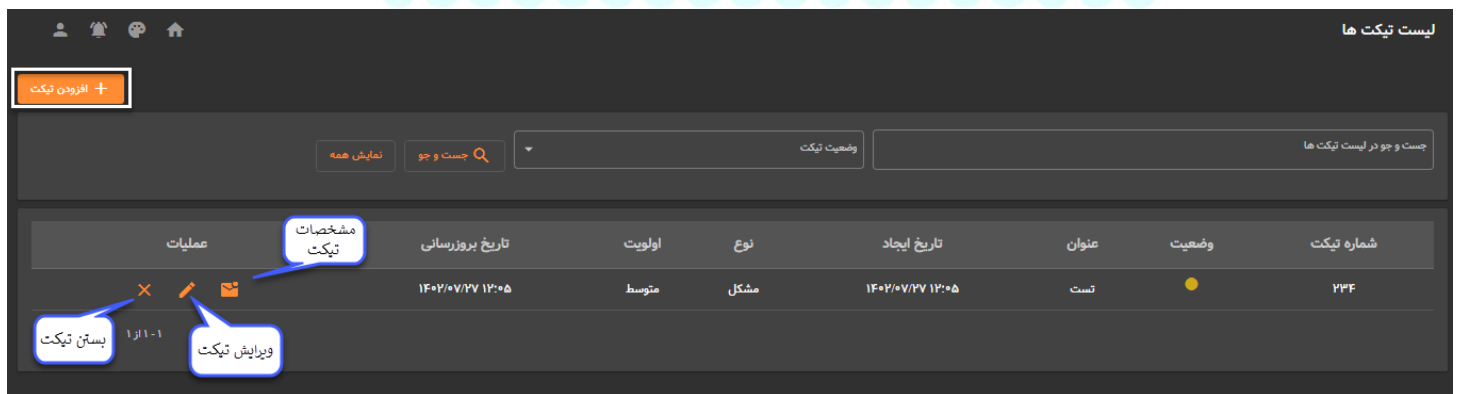 لیست تیکت ها
افزودن تیکت
جست و جو در لیست تیکت ها
وضعیت تیکت
جست و جو
نمایش همه
شماره تیکت وضعیت عنوان تاریخ ایجاد نوع اولویت تاریخ بروزرسانی عملیات
مشخصات
تیکت
۲۳۴ تست ۱۴۰۲/۰۷/۲۷ ۱۲:۰۵ مشکل متوسط ۱۴۰۲/۰۷/۲۷ ۱۲:۰۵
۱-۱ از ۱
ویرایش تیکت
بستن تیکت